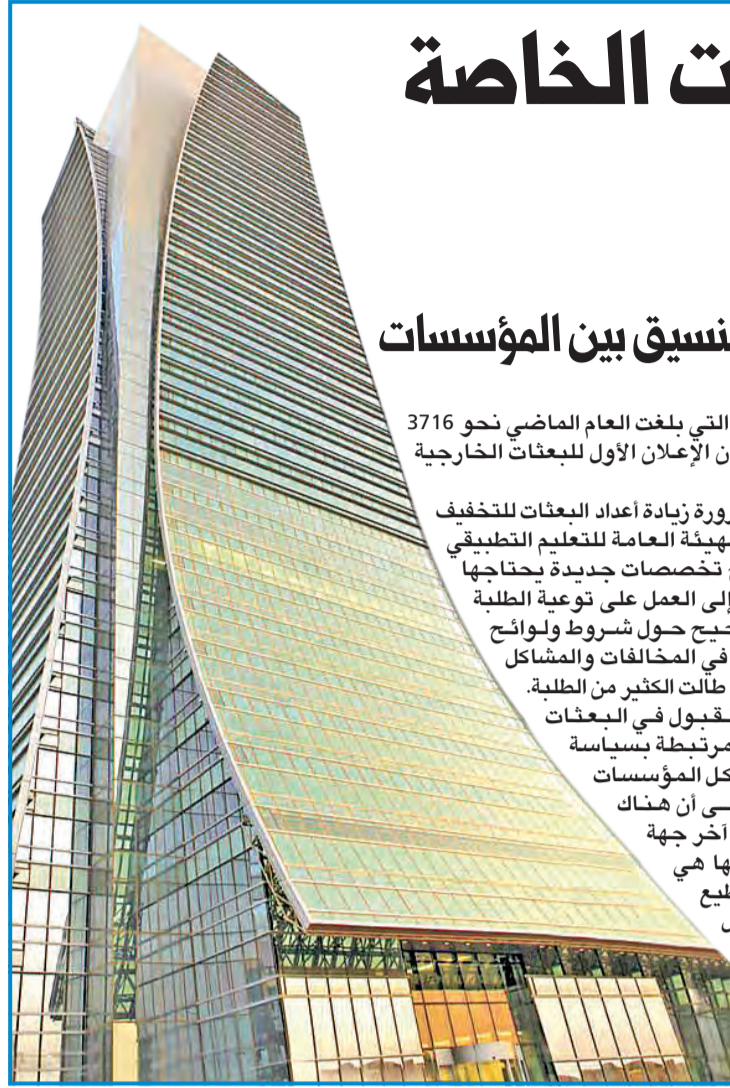 ت الخاصة
نسيق بين المؤسسات
التي بلغت العام الماضي نحو 3716
ن الإعلان الأول للبعثات الخارجية
رورة زيادة أعداد البعثات للتخفيف
هيئة العامة للتعليم التطبيقي
ح تخصصات جديدة يحتاجها
إلى العمل على توعية الطلبة
حيح حول شروط ولوائح
في المخالفات والمشاكل
طالت الكثير من الطلبة.
قبول في البعثات
مرتبطة بسياسة
كل المؤسسات
ى أن هناك
آخر جهة
ها هي
طيع